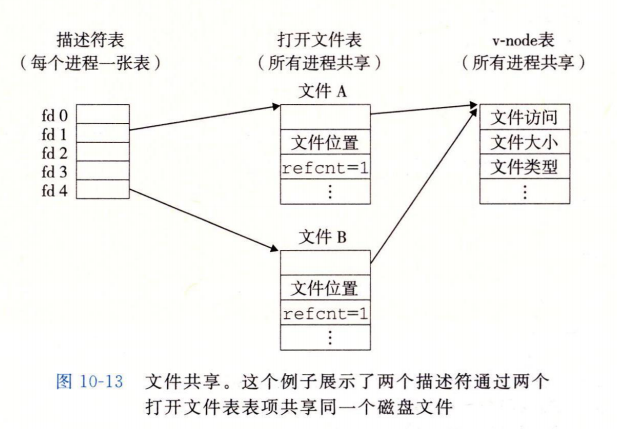 描述符表
（每个进程一张表）
打开文件表
（所有进程共享）
v-node表
（所有进程共享）
fd 0
fd 1
fd 2
fd 3
fd 4
文件 A
文件位置
refcnt=1
⋮
文件访问
文件大小
文件类型
⋮
文件 B
文件位置
refcnt=1
⋮
图 10-13 文件共享。这个例子展示了两个描述符通过两个
打开文件表表项共享同一个磁盘文件